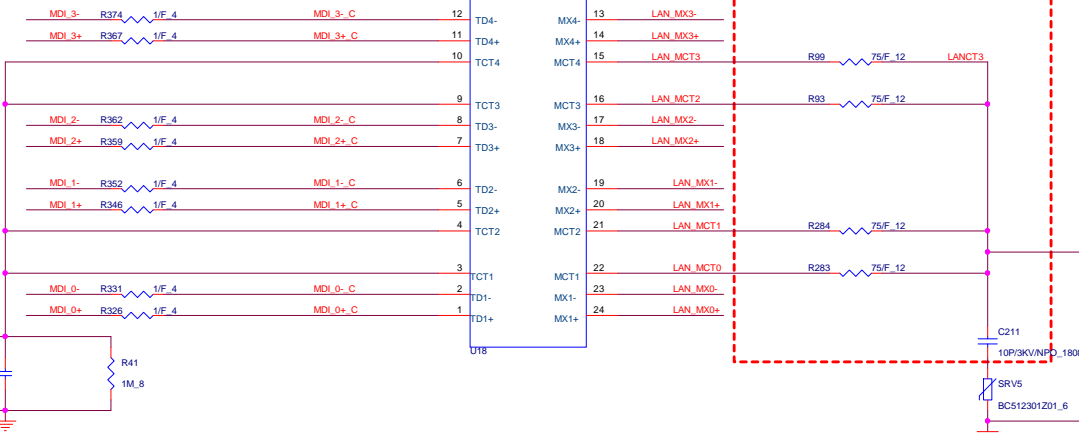 MDI_3- R374 1/F_4 MDI_3-_C 12 TD4- MX4- 13 LAN_MX3-
MDI_3+ R367 1/F_4 MDI_3+_C 11 TD4+ MX4+ 14 LAN_MX3+
10 TCT4 MCT4 15 LAN_MCT3 R99 75/F_12 LANCT3
9 TCT3 MCT3 16 LAN_MCT2 R93 75/F_12
MDI_2- R362 1/F_4 MDI_2-_C 8 TD3- MX3- 17 LAN_MX2-
MDI_2+ R359 1/F_4 MDI_2+_C 7 TD3+ MX3+ 18 LAN_MX2+
MDI_1- R352 1/F_4 MDI_1-_C 6 TD2- MX2- 19 LAN_MX1-
MDI_1+ R346 1/F_4 MDI_1+_C 5 TD2+ MX2+ 20 LAN_MX1+
4 TCT2 MCT2 21 LAN_MCT1 R284 75/F_12
3 TCT1 MCT1 22 LAN_MCT0 R283 75/F_12
MDI_0- R331 1/F_4 MDI_0-_C 2 TD1- MX1- 23 LAN_MX0-
MDI_0+ R326 1/F_4 MDI_0+_C 1 TD1+ MX1+ 24 LAN_MX0+
C211
U18 10P/3KV/NPO_180
R41
1M_8 SRV5
BC512301Z01_6